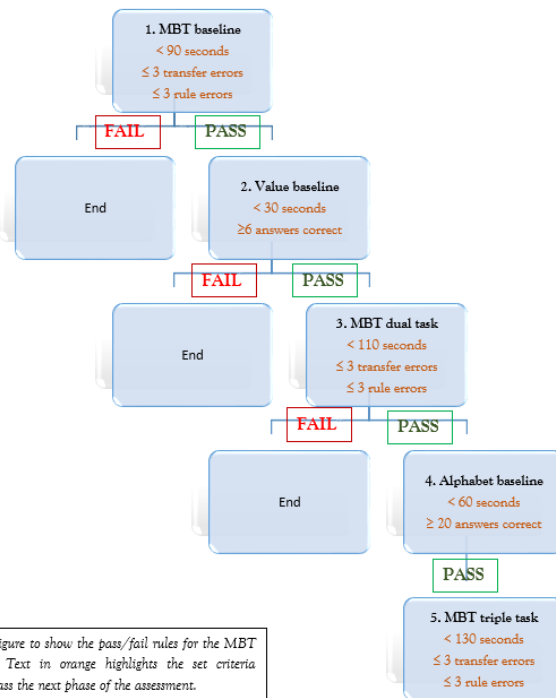 1. MBT baseline
< 90 seconds
≤ 3 transfer errors
≤ 3 rule errors
FAIL
PASS
End
2. Value baseline
< 30 seconds
≥6 answers correct
FAIL
PASS
End
3. MBT dual task
< 110 seconds
≤ 3 transfer errors
≤ 3 rule errors
FAIL
PASS
End
4. Alphabet baseline
< 60 seconds
≥ 20 answers correct
PASS
5. MBT triple task
< 130 seconds
≤ 3 transfer errors
≤ 3 rule errors
igure to show the pass/fail rules for the MBT
Text in orange highlights the set criteria
ass the next phase of the assessment.